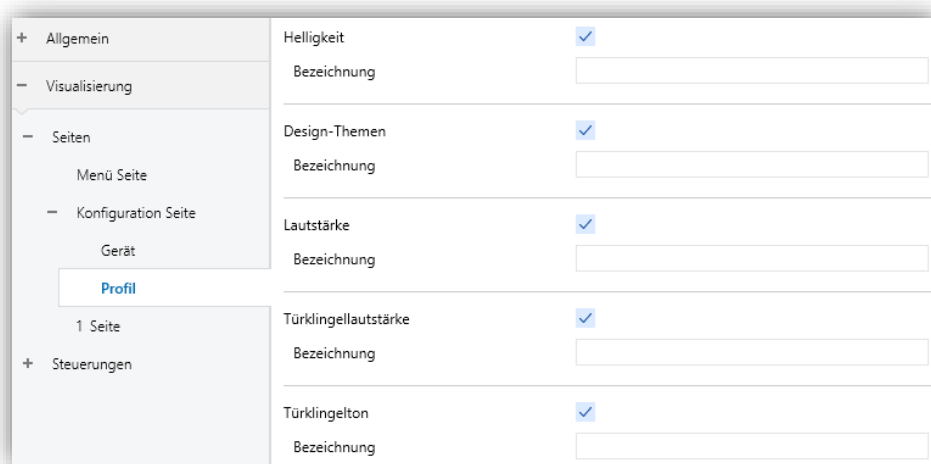 Allgemein
Visualisierung
Seiten
Menü Seite
Konfiguration Seite
Gerät
Profil
1 Seite
Steuerungen
Helligkeit
Bezeichnung
Design-Themen
Bezeichnung
Lautstärke
Bezeichnung
Türklingellautstärke
Bezeichnung
Türklingelton
Bezeichnung